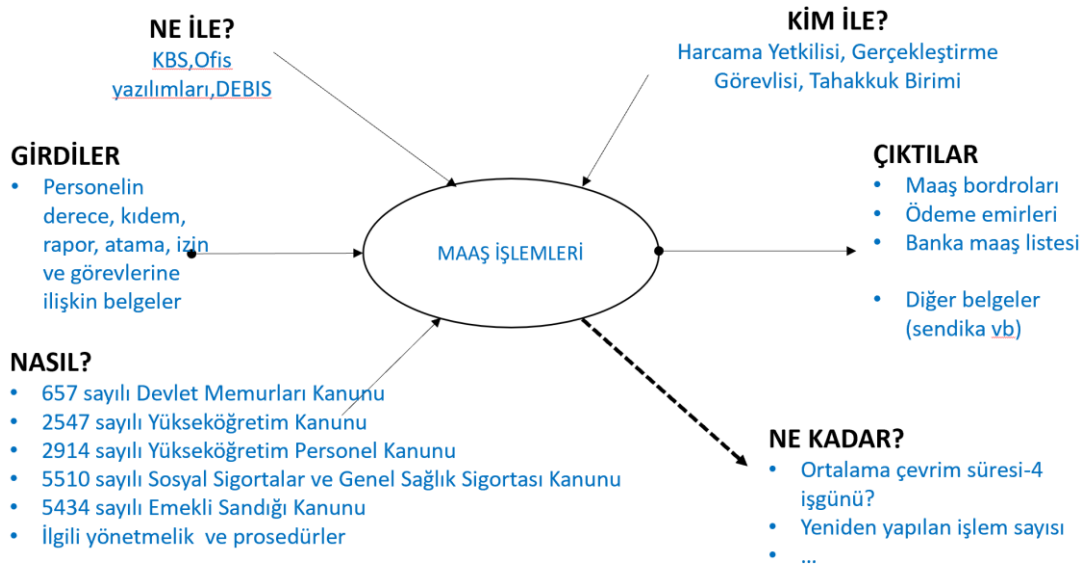 NE İLE?
KBS,Ofis
yazılımları,DEBIS
KİM İLE?
Harcama Yetkilisi, Gerçekleştirme
Görevlisi, Tahakkuk Birimi
GİRDİLER
• Personelin
derece, kıdem,
rapor, atama, izin
ve görevlerine
ilişkin belgeler
MAAŞ İŞLEMLERİ
ÇIKTILAR
• Maaş bordroları
• Ödeme emirleri
• Banka maaş listesi
• Diğer belgeler
(sendika vb)
NASIL?
• 657 sayılı Devlet Memurları Kanunu
• 2547 sayılı Yükseköğretim Kanunu
• 2914 sayılı Yükseköğretim Personel Kanunu
• 5510 sayılı Sosyal Sigortalar ve Genel Sağlık Sigortası Kanunu
• 5434 sayılı Emekli Sandığı Kanunu
• İlgili yönetmelik ve prosedürler
NE KADAR?
• Ortalama çevrim süresi-4
işgünü?
• Yeniden yapılan işlem sayısı
• ...